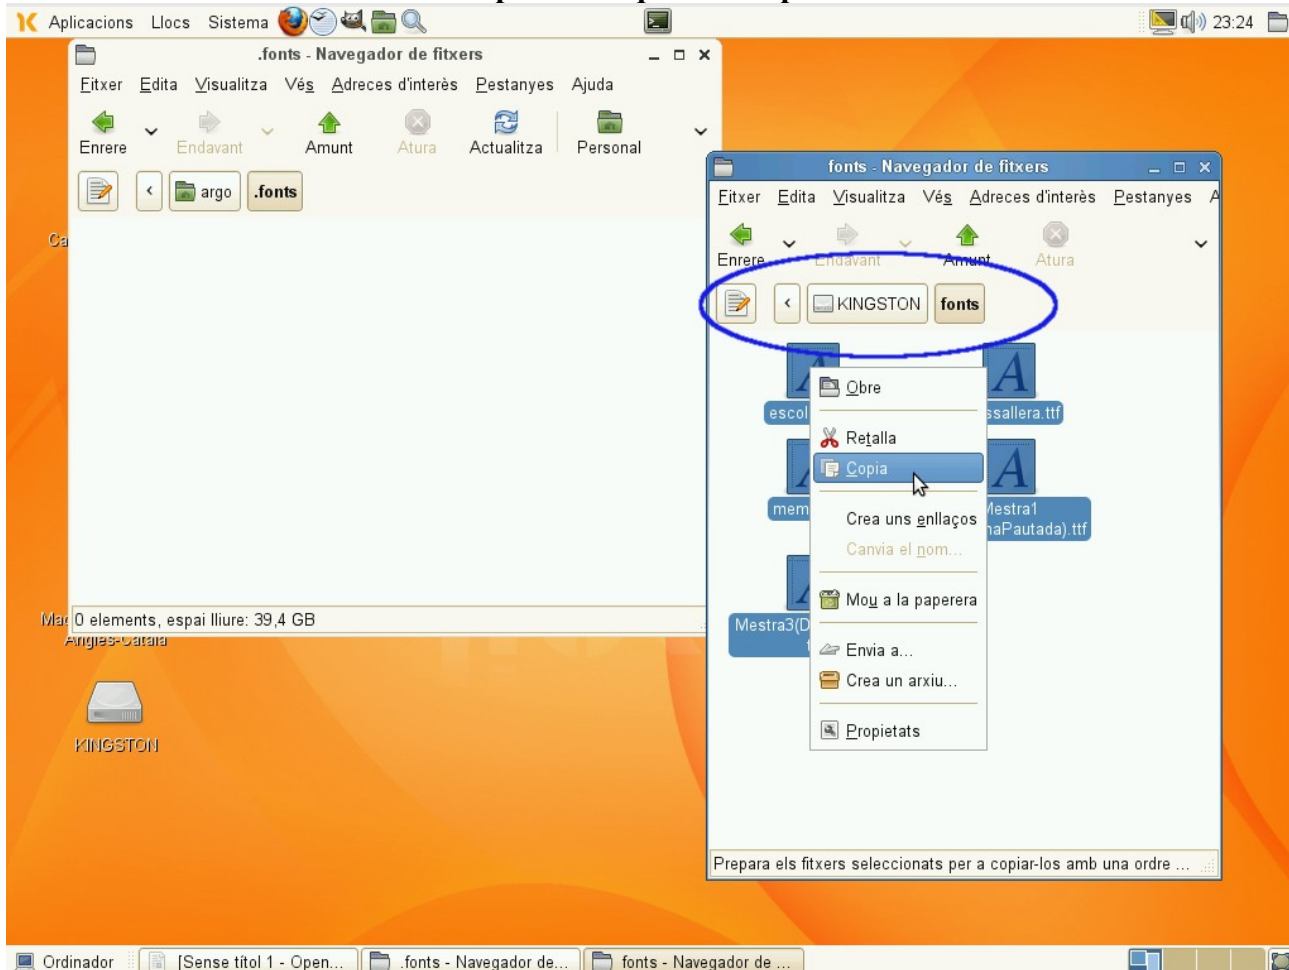 Aplicacions Llocs Sistema 23:24
.fonts - Navegador de fitxers
Fitxer Edita Visualitza Vés Adreces d'interès Pestanyes Ajuda
Enrere Endavant Amunt Atura Actualitza Personal
argo .fonts
0 elements, espai lliure: 39,4 GB
Anglès-Català
KINGSTON
fonts - Navegador de fitxers
Fitxer Edita Visualitza Vés Adreces d'interès Pestanyes A
Enrere Endavant Amunt Atura
KINGSTON fonts
escol
ssallera.ttf
mem
Mestra1
naPautada).ttf
Mestra3(D
Obre
Retalla
Copia
Crea uns enllaços
Canvia el nom...
Mou a la paperera
Envia a...
Crea un arxiu...
Propietats
Prepara els fitxers seleccionats per a copiar-los amb una ordre ...
Ordinador [Sense títol 1 - Open... .fonts - Navegador de... fonts - Navegador de ...